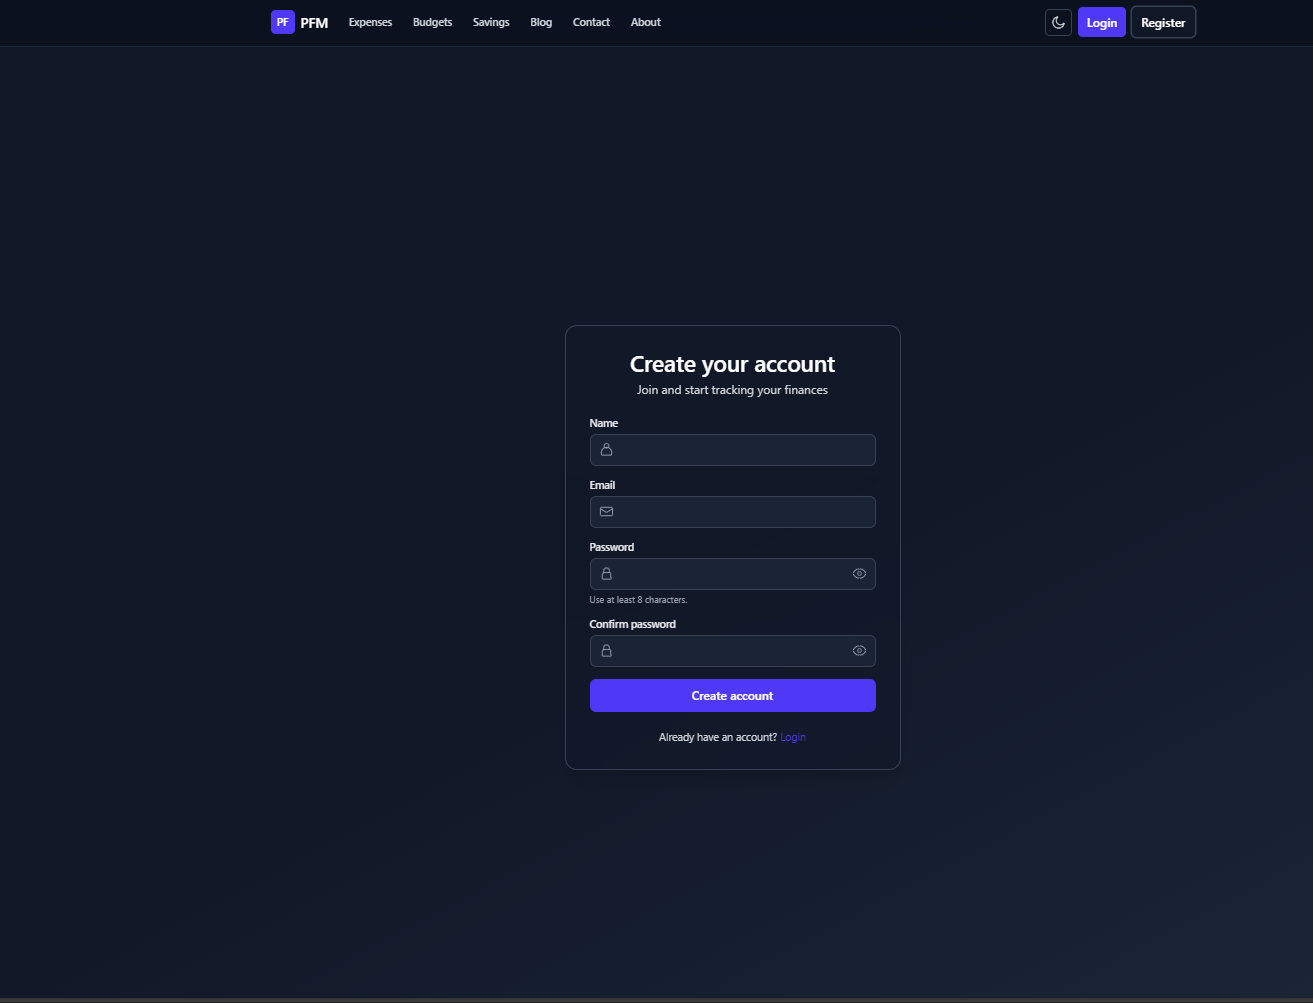 PF PFM Expenses Budgets Savings Blog Contact About Login Register
Create your account
Join and start tracking your finances
Name
Email
Password
Use at least 8 characters.
Confirm password
Create account
Already have an account? Login